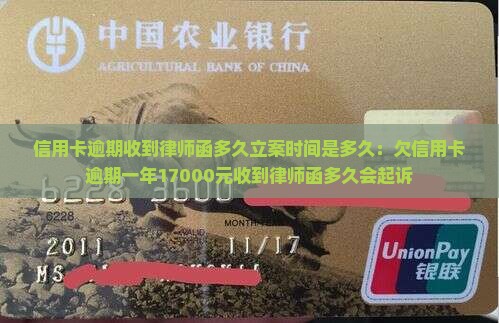 中国农业银行
AGRICULTURAL BANK OF CHINA
信用卡逾期收到律师函多久立案时间是多久：欠信用卡
逾期一年17000元收到律师函多久会起诉
6228
MONTH
VALID
2011 11/17
MS
UnionPay
银联